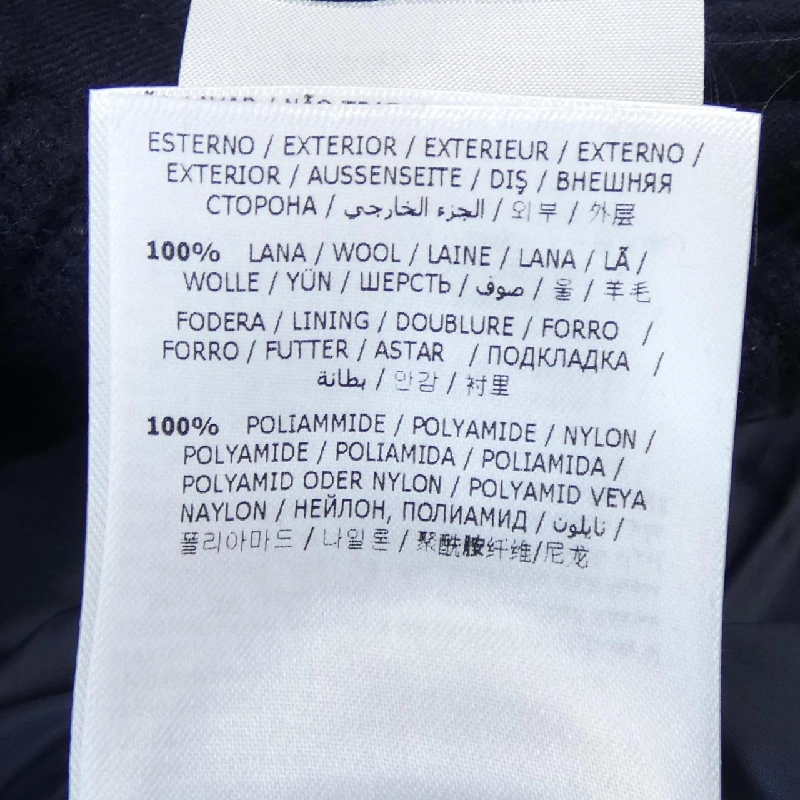 ESTERNO / EXTERIOR / EXTERIEUR / EXTERNO /
EXTERIOR / AUSSENSEITE / DIŞ / ВНЕШНЯЯ
СТОРОНА / الجزء الخارجي / 외부 / 外层
100% LANA / WOOL / LAINE / LANA / LÃ /
WOLLE / YÜN / ШЕРСТЬ / صوف / 울 / 羊毛
FODERA / LINING / DOUBLURE / FORRO /
FORRO / FUTTER / ASTAR / ПОДКЛАДКА /
بطانة / 안감 / 衬里
100% POLIAMMIDE / POLYAMIDE / NYLON /
POLYAMIDE / POLIAMIDA / POLIAMIDA /
POLYAMID ODER NYLON / POLYAMID VEYA
NAYLON / НЕЙЛОН, ПОЛИАМИД / نايلون /
폴리아마드 / 나일론 / 聚酰胺纤维/尼龙